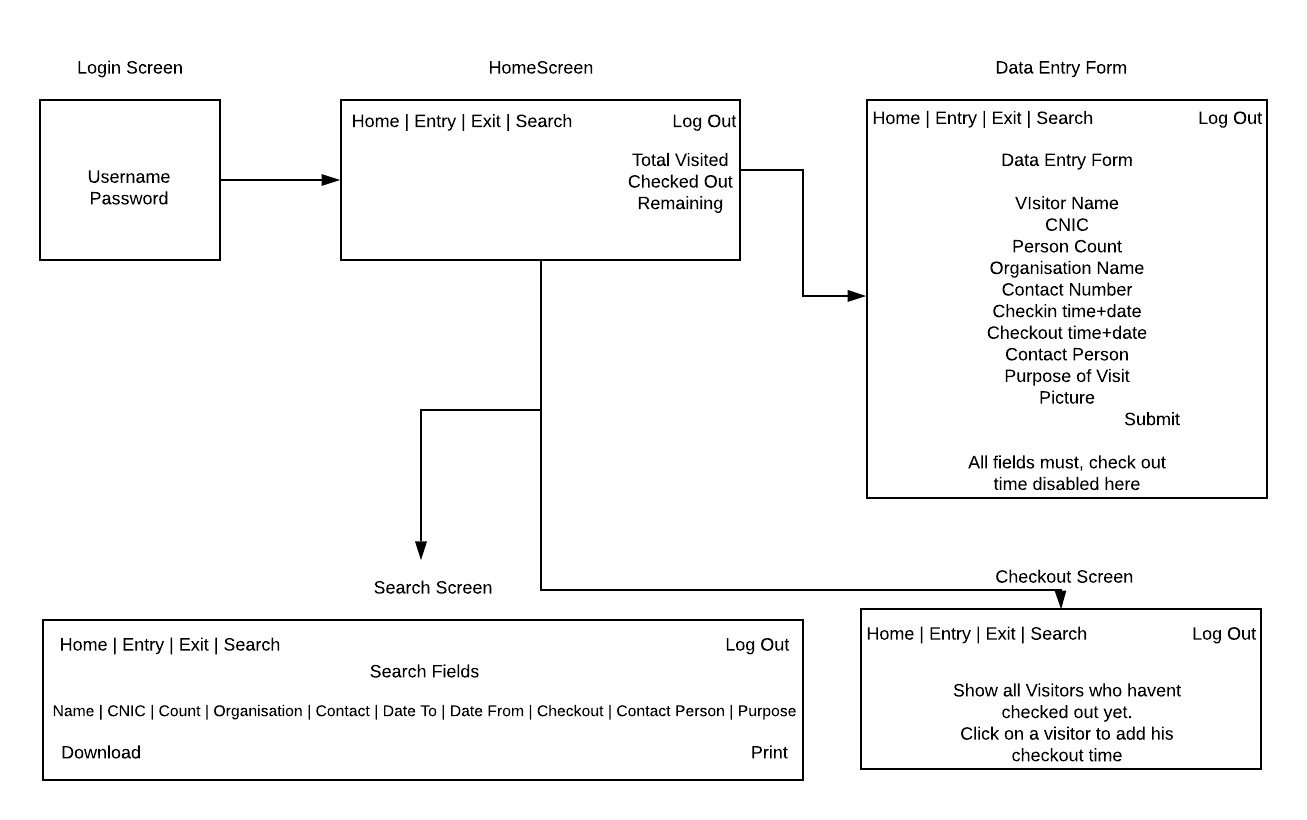 Login Screen
HomeScreen
Data Entry Form
Username
Password
Home | Entry | Exit | Search
Log Out
Total Visited
Checked Out
Remaining
Home | Entry | Exit | Search
Log Out
Data Entry Form
VIsitor Name
CNIC
Person Count
Organisation Name
Contact Number
Checkin time+date
Checkout time+date
Contact Person
Purpose of Visit
Picture
Submit
All fields must, check out
time disabled here
Search Screen
Home | Entry | Exit | Search
Log Out
Search Fields
Name | CNIC | Count | Organisation | Contact | Date To | Date From | Checkout | Contact Person | Purpose
Download
Print
Checkout Screen
Home | Entry | Exit | Search
Log Out
Show all Visitors who havent
checked out yet.
Click on a visitor to add his
checkout time